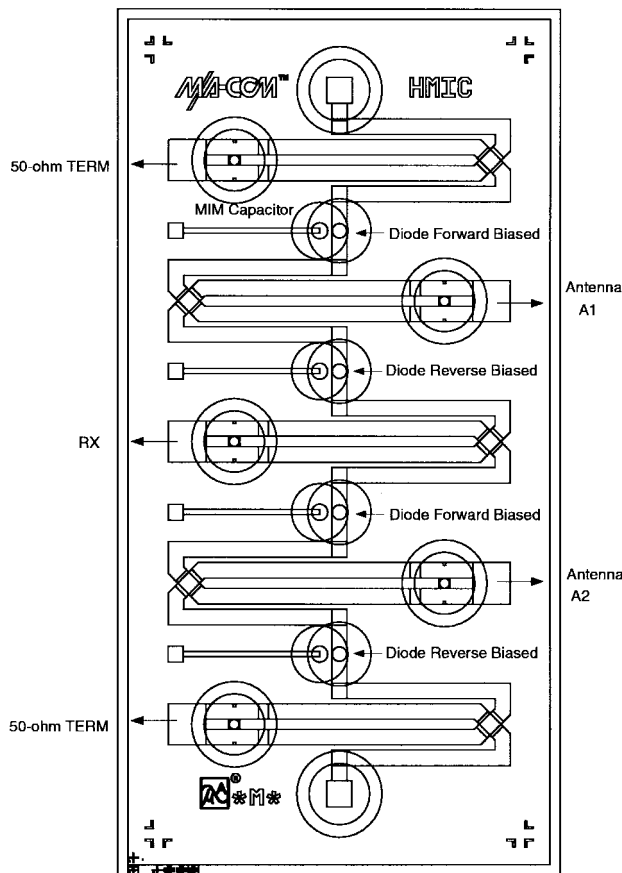 M/A-COM™ HMIC
50-ohm TERM
MIM Capacitor
Diode Forward Biased
Antenna
A1
Diode Reverse Biased
RX
Diode Forward Biased
Antenna
A2
Diode Reverse Biased
50-ohm TERM
® *M*